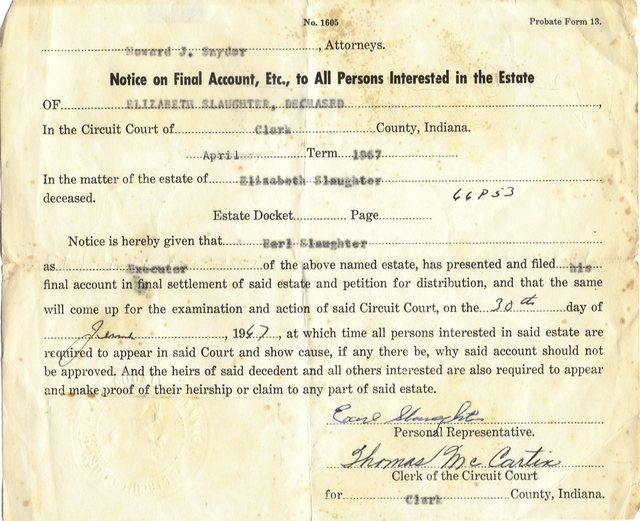 No. 1605 Probate Form 13.
Howard J. Snyder, Attorneys.
Notice on Final Account, Etc., to All Persons Interested in the Estate
OF ELIZABETH SLAUGHTER, DECEASED,
In the Circuit Court of Clark County, Indiana.
April Term 1967
In the matter of the estate of Elizabeth Slaughter
deceased. 66 P 53
Estate Docket Page
Notice is hereby given that Earl Slaughter
as Executor of the above named estate, has presented and filed his
final account in final settlement of said estate and petition for distribution, and that the same
will come up for the examination and action of said Circuit Court, on the 30th day of
June, 1967, at which time all persons interested in said estate are
required to appear in said Court and show cause, if any there be, why said account should not
be approved. And the heirs of said decedent and all others interested are also required to appear
and make proof of their heirship or claim to any part of said estate.
Earl Slaughter
Personal Representative.
Thomas McCartin
Clerk of the Circuit Court
for Clark County, Indiana.